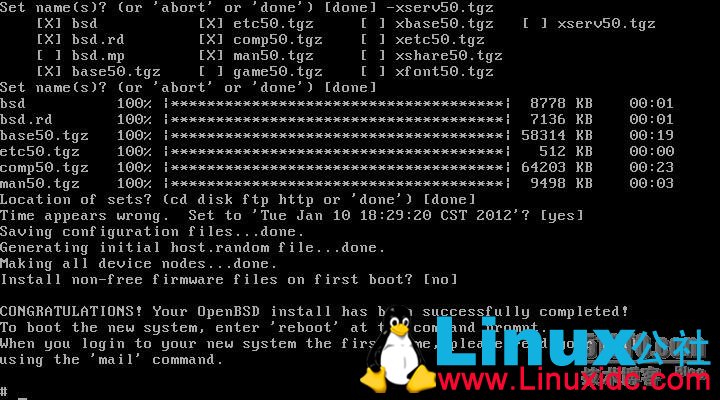 Set name(s)? (or 'abort' or 'done') [done] -xserv50.tgz
[X] bsd [X] etc50.tgz [ ] xbase50.tgz [ ] xserv50.tgz
[X] bsd.rd [X] comp50.tgz [ ] xetc50.tgz
[ ] bsd.mp [X] man50.tgz [ ] xshare50.tgz
[X] base50.tgz [ ] game50.tgz [ ] xfont50.tgz
Set name(s)? (or 'abort' or 'done') [done]
bsd 100% |**************************************| 8778 KB 00:01
bsd.rd 100% |**************************************| 7136 KB 00:01
base50.tgz 100% |**************************************| 58314 KB 00:19
etc50.tgz 100% |**************************************| 512 KB 00:00
comp50.tgz 100% |**************************************| 64203 KB 00:23
man50.tgz 100% |**************************************| 9498 KB 00:03
Location of sets? (cd disk ftp http or 'done') [done]
Time appears wrong. Set to 'Tue Jan 10 18:29:20 CST 2012'? [yes]
Saving configuration files...done.
Generating initial host.random file...done.
Making all device nodes...done.
Install non-free firmware files on first boot? [no]
CONGRATULATIONS! Your OpenBSD install has been successfully completed!
To boot the new system, enter 'reboot' at the command prompt.
When you login to your new system the first time, please read your
using the 'mail' command.
#
Linux公社
www.Linuxidc.com